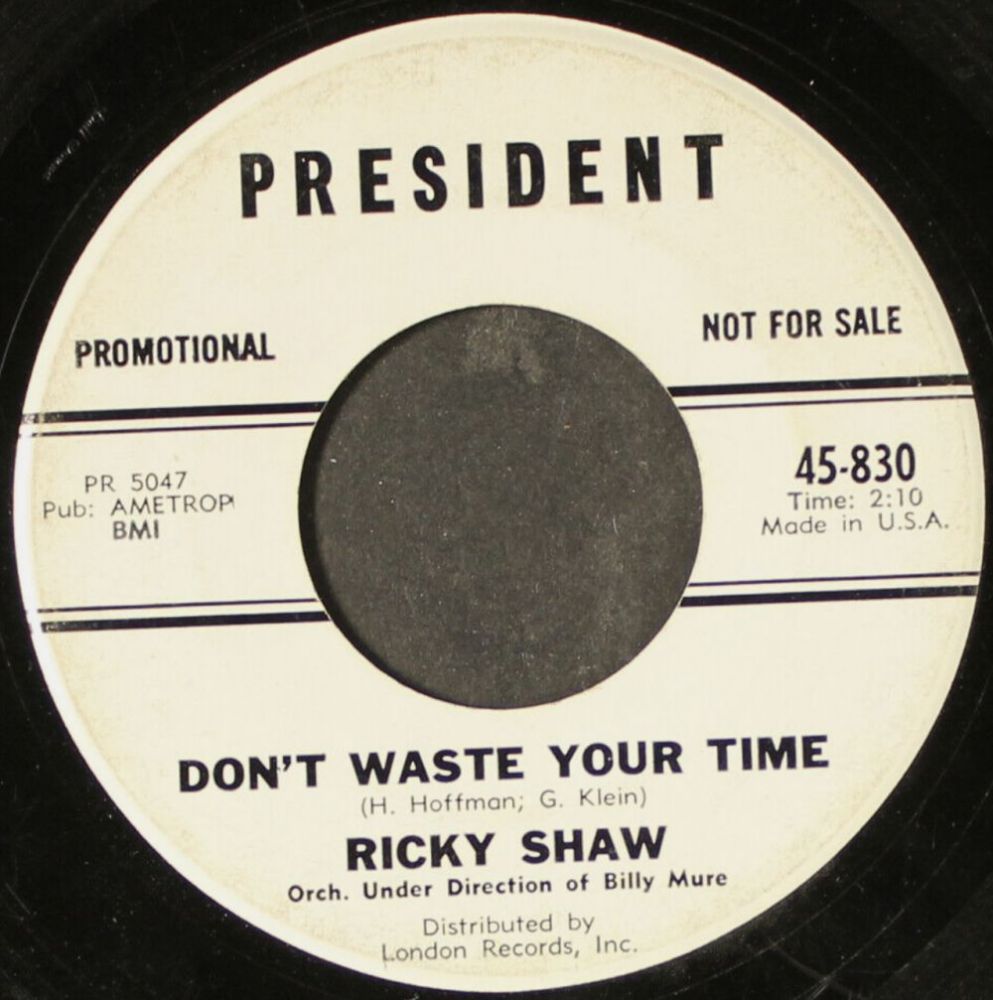 PRESIDENT
PROMOTIONAL
NOT FOR SALE
PR 5047
Pub: AMETROP
BMI
45-830
Time: 2:10
Made in U.S.A.
DON'T WASTE YOUR TIME
(H. Hoffman; G. Klein)
RICKY SHAW
Orch. Under Direction of Billy Mure
Distributed by
London Records, Inc.